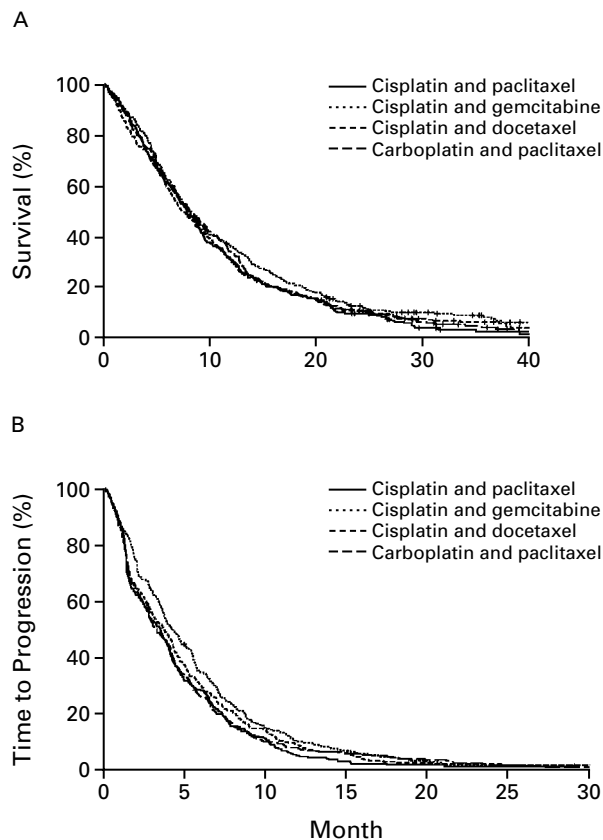 A
Survival (%)
100
80
60
40
20
0
Cisplatin and paclitaxel
Cisplatin and gemcitabine
Cisplatin and docetaxel
Carboplatin and paclitaxel
0 10 20 30 40
B
Time to Progression (%)
100
80
60
40
20
0
Cisplatin and paclitaxel
Cisplatin and gemcitabine
Cisplatin and docetaxel
Carboplatin and paclitaxel
0 5 10 15 20 25 30
Month